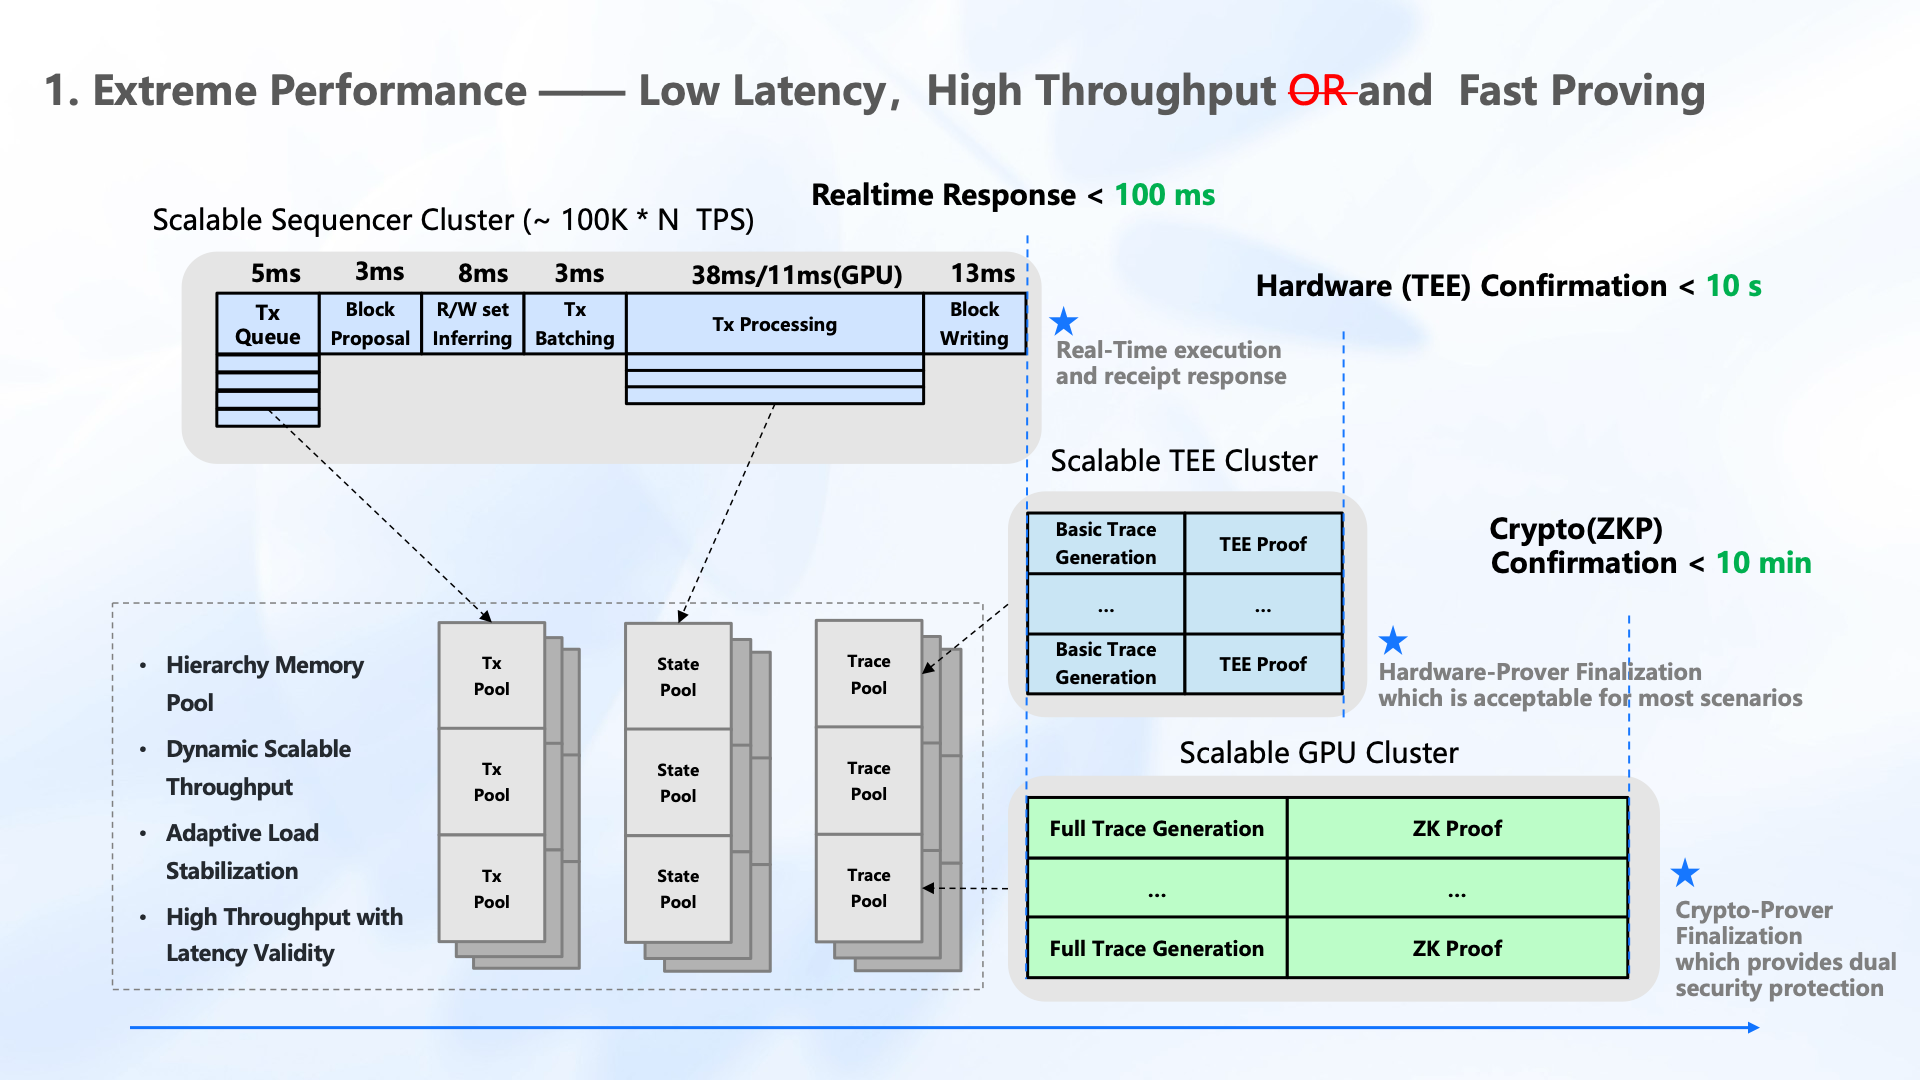 1. Extreme Performance —— Low Latency, High Throughput OR and Fast Proving
Realtime Response < 100 ms
Scalable Sequencer Cluster (~ 100K * N TPS)
5ms
3ms
8ms
3ms
38ms/11ms(GPU)
13ms
Tx
Queue
Block
Proposal
R/W set
Inferring
Tx
Batching
Tx Processing
Block
Writing
Hardware (TEE) Confirmation < 10 s
Real-Time execution
and receipt response
Scalable TEE Cluster
Basic Trace
Generation
TEE Proof
...
...
Basic Trace
Generation
TEE Proof
Crypto(ZKP)
Confirmation < 10 min
Hardware-Prover Finalization
which is acceptable for most scenarios
• Hierarchy Memory
Pool
• Dynamic Scalable
Throughput
• Adaptive Load
Stabilization
• High Throughput with
Latency Validity
Tx
Pool
Tx
Pool
Tx
Pool
State
Pool
State
Pool
State
Pool
Trace
Pool
Trace
Pool
Trace
Pool
Scalable GPU Cluster
Full Trace Generation
ZK Proof
...
...
Full Trace Generation
ZK Proof
Crypto-Prover
Finalization
which provides dual
security protection